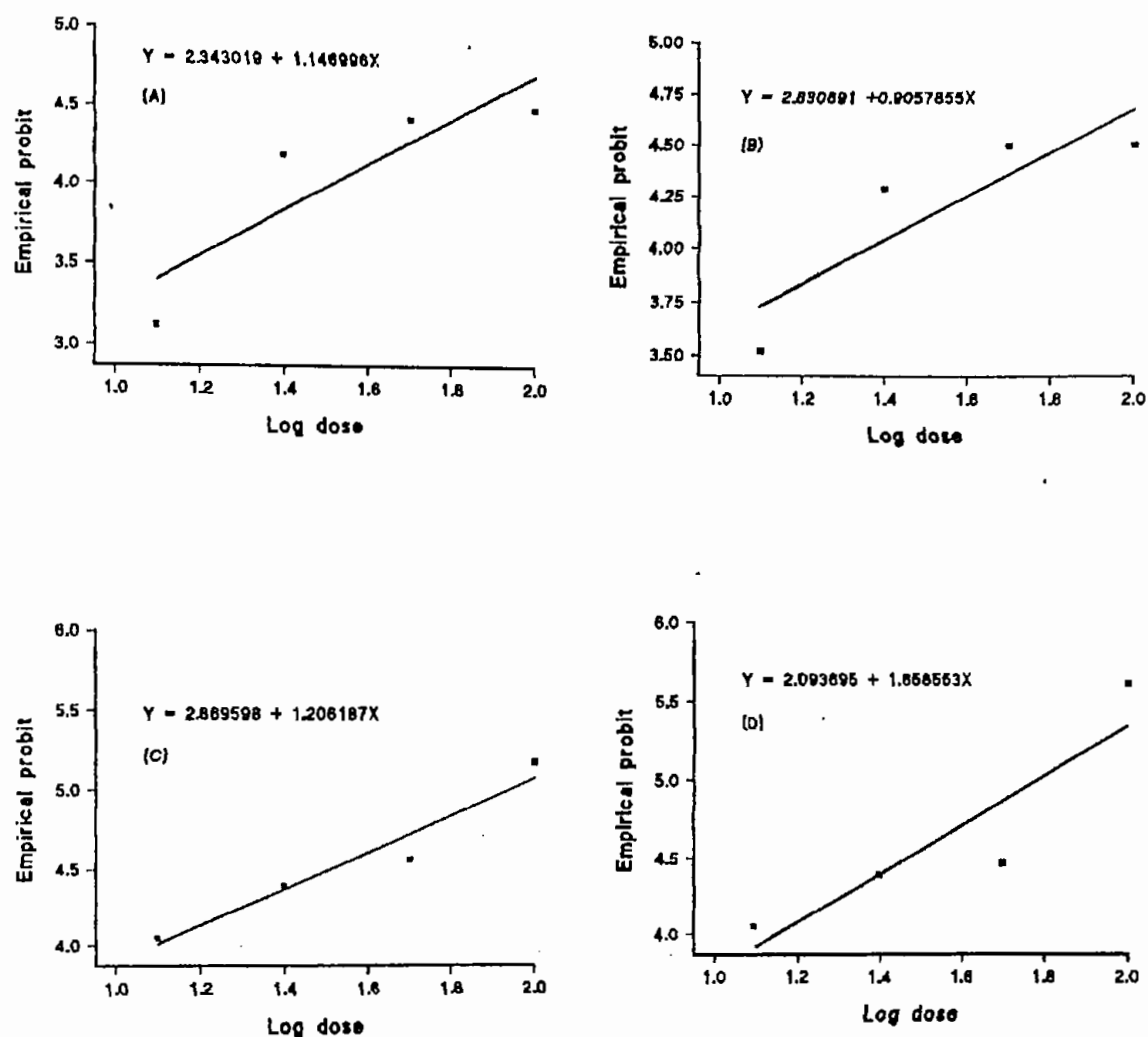 Y = 2.343019 + 1.146996X
(A)
Empirical probit
5.0
4.5
4.0
3.5
3.0
1.0 1.2 1.4 1.6 1.8 2.0
Log dose
Y = 2.830891 +0.9057855X
(B)
Empirical probit
5.00
4.75
4.50
4.25
4.00
3.75
3.50
1.0 1.2 1.4 1.6 1.8 2.0
Log dose
Y = 2.869598 + 1.206187X
(C)
Empirical probit
6.0
5.5
5.0
4.5
4.0
1.0 1.2 1.4 1.6 1.8 2.0
Log dose
Y = 2.093695 + 1.658553X
(D)
Empirical probit
6.0
5.5
5.0
4.5
4.0
1.0 1.2 1.4 1.6 1.8 2.0
Log dose